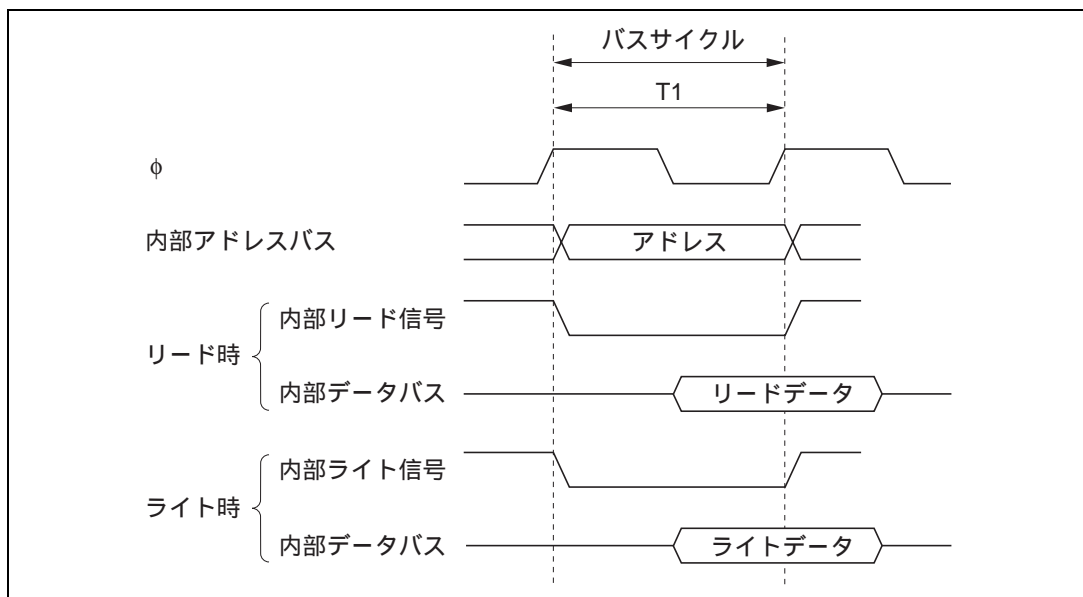 バスサイクル
T1
φ
内部アドレスバス
アドレス
リード時
内部リード信号
内部データバス
リードデータ
ライト時
内部ライト信号
内部データバス
ライトデータ